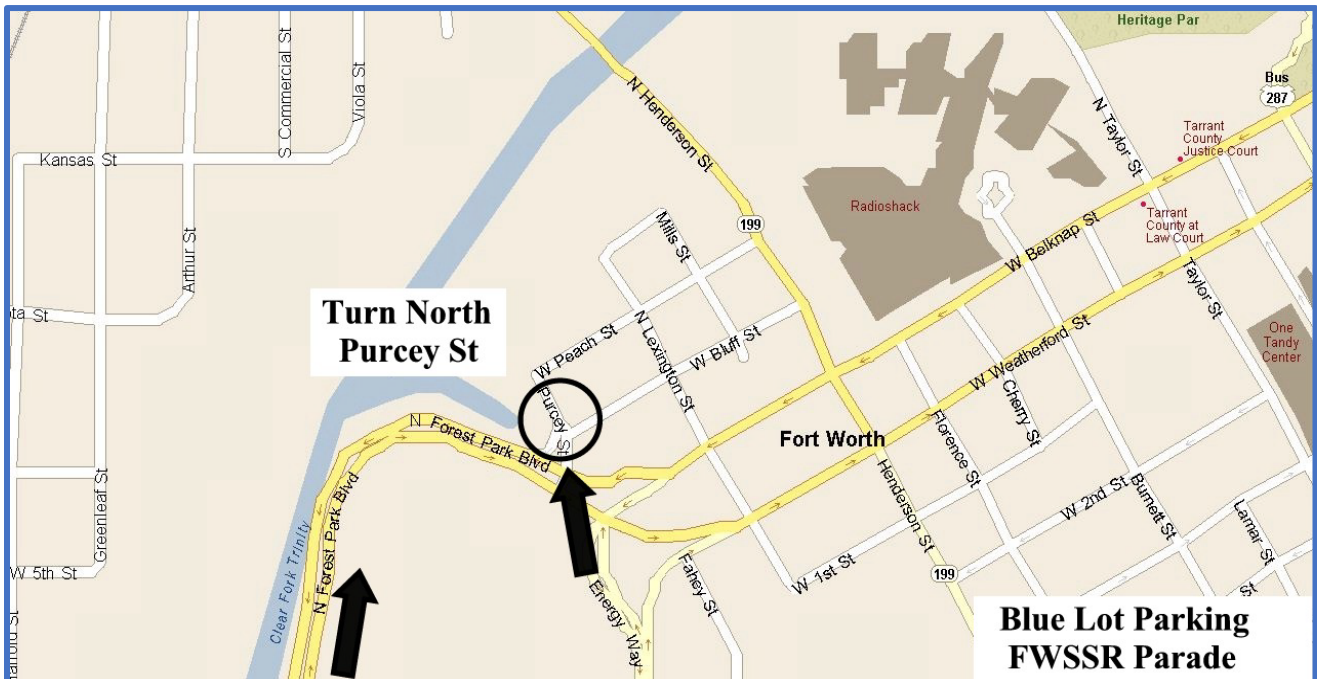 Heritage Par
Bus
287
S Commercial St
Viola St
N Henderson St
N Taylor St
Tarrant
County
Justice Court
Kansas St
Radioshack
Mills St
199
Tarrant
County at
Law Court
W Belknap St
Arthur St
ta St
Turn North
Purcey St
N Lexington St
W Peach St
W Bluff St
Taylor St
One
Tandy
Center
W Weatherford St
Purcey St
Cherry St
Florence St
Fort Worth
N Forest Park Blvd
N Forest Park Blvd
Greenleaf St
Henderson St
W 2nd St
Burnett St
Lamar St
W 5th St
Clear Fork Trinity
N Forest Park Blvd
Energy Way
Fahey St
W 1st St
199
St
Blue Lot Parking
FWSSR Parade